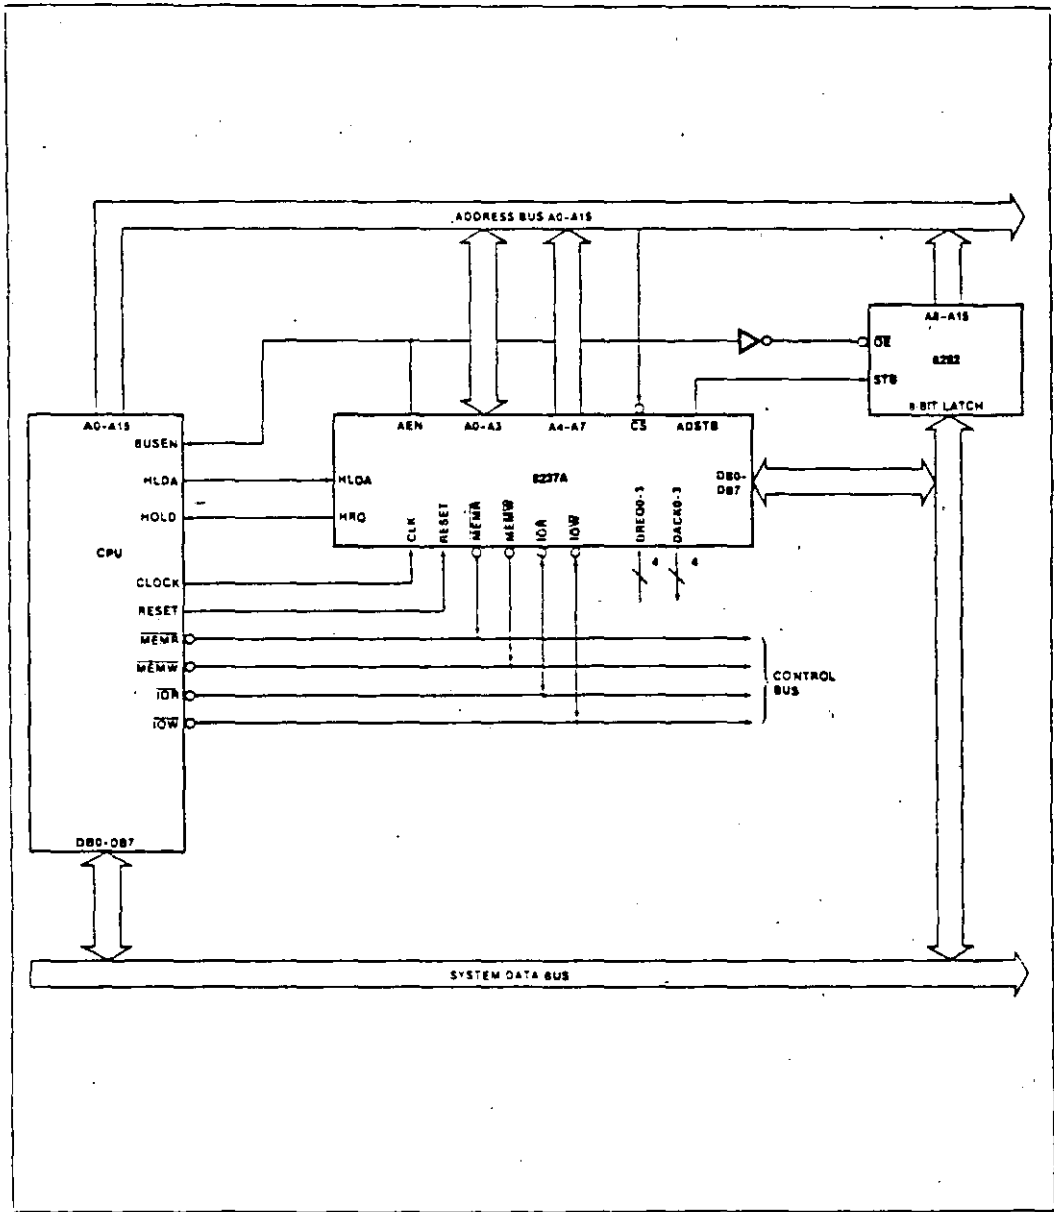 ADDRESS BUS A0-A15
A8-A15
OE
8282
STB
8-BIT LATCH
A0-A15
BUSEN
HLDA
HOLD
CPU
CLOCK
RESET
MEMR
MEMW
IOR
IOW
DB0-DB7
AEN
A0-A3
A4-A7
CS
ADSTB
8237A
HLDA
HRQ
CLK
RESET
MEMR
MEMW
IOR
IOW
DREQ0-3
DACK0-3
DB0-
DB7
4
4
CONTROL
BUS
SYSTEM DATA BUS